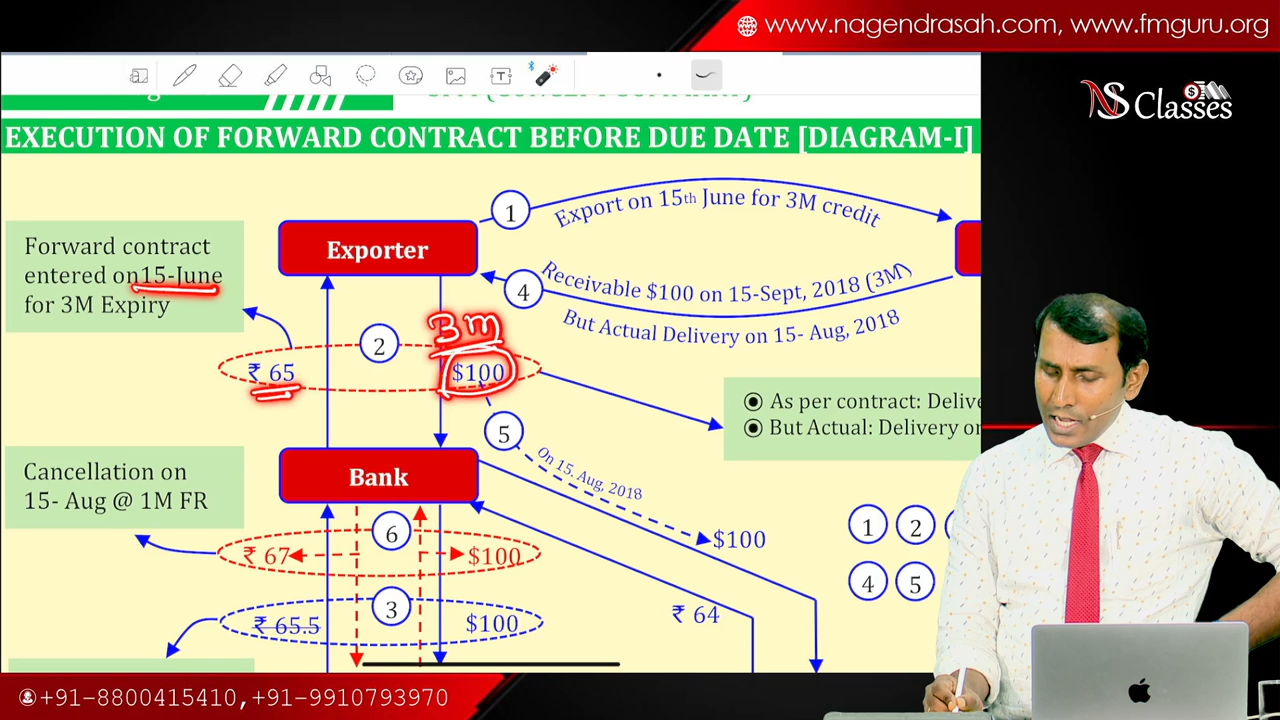 www.nagendrasah.com, www.fmguru.org
NS Classes
EXECUTION OF FORWARD CONTRACT BEFORE DUE DATE [DIAGRAM-I]
1
Export on 15th June for 3M credit
Forward contract
entered on 15-June
for 3M Expiry
Exporter
4
Receivable $100 on 15-Sept, 2018 (3M)
But Actual Delivery on 15- Aug, 2018
3m
2
₹ 65
$100
As per contract:
But Actual: Delivery
5
On 15. Aug, 2018
$100
Cancellation on
15- Aug @ 1M FR
Bank
6
₹ 67
$100
3
₹ 65.5
$100
₹ 64
1 2
4 5
+91-8800415410,+91-9910793970